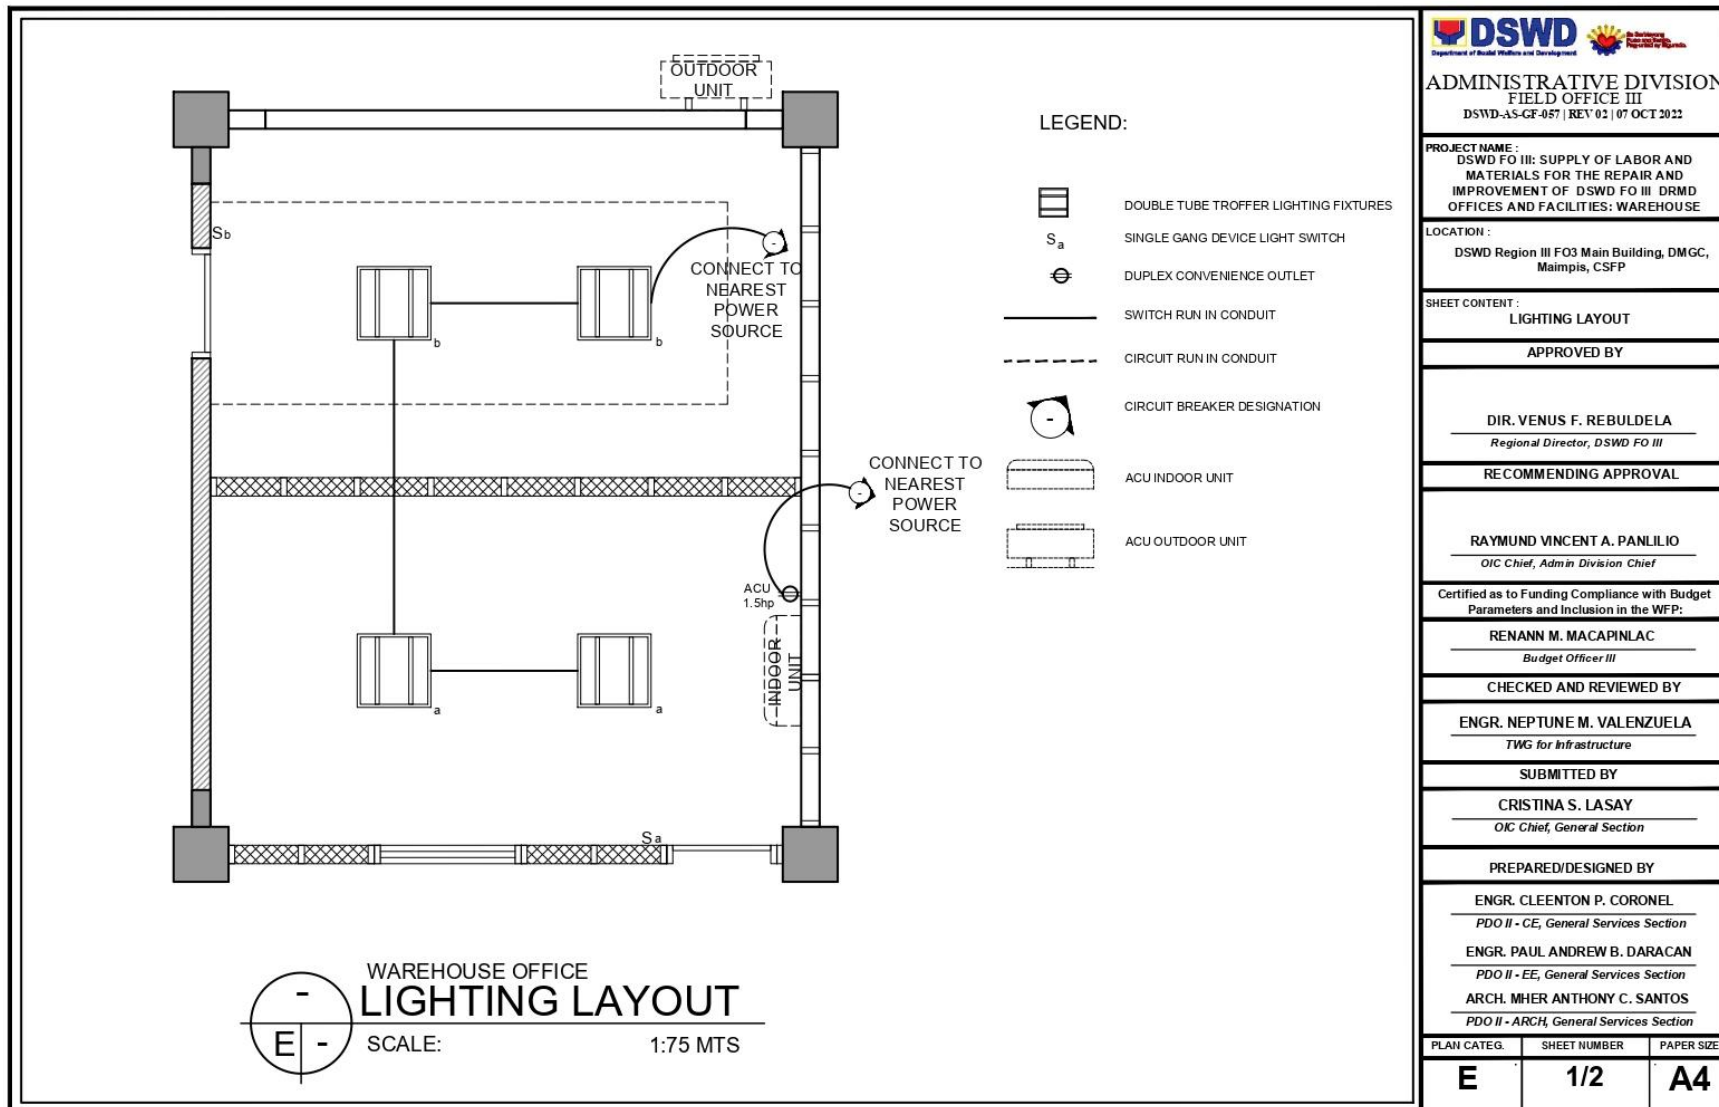 OUTDOOR
UNIT
Sb
CONNECT TO
NEAREST
POWER
SOURCE
b
b
CONNECT TO
NEAREST
POWER
SOURCE
ACU
1.5hp
INDOOR
UNIT
a
a
Sa
LEGEND:
DOUBLE TUBE TROFFER LIGHTING FIXTURES
Sa
SINGLE GANG DEVICE LIGHT SWITCH
DUPLEX CONVENIENCE OUTLET
SWITCH RUN IN CONDUIT
CIRCUIT RUN IN CONDUIT
-
CIRCUIT BREAKER DESIGNATION
ACU INDOOR UNIT
ACU OUTDOOR UNIT
-
E -
WAREHOUSE OFFICE
LIGHTING LAYOUT
SCALE: 1:75 MTS
DSWD
Department of Social Welfare and Development
ADMINISTRATIVE DIVISION
FIELD OFFICE III
DSWD-AS-GF-057 | REV 02 | 07 OCT 2022
PROJECT NAME :
DSWD FO III: SUPPLY OF LABOR AND
MATERIALS FOR THE REPAIR AND
IMPROVEMENT OF DSWD FO III DRMD
OFFICES AND FACILITIES: WAREHOUSE
LOCATION :
DSWD Region III FO3 Main Building, DMGC,
Maimpis, CSFP
SHEET CONTENT :
LIGHTING LAYOUT
APPROVED BY
DIR. VENUS F. REBULDELA
Regional Director, DSWD FO III
RECOMMENDING APPROVAL
RAYMUND VINCENT A. PANLILIO
OIC Chief, Admin Division Chief
Certified as to Funding Compliance with Budget
Parameters and Inclusion in the WFP:
RENANN M. MACAPINLAC
Budget Officer III
CHECKED AND REVIEWED BY
ENGR. NEPTUNE M. VALENZUELA
TWG for Infrastructure
SUBMITTED BY
CRISTINA S. LASAY
OIC Chief, General Section
PREPARED/DESIGNED BY
ENGR. CLEENTON P. CORONEL
PDO II - CE, General Services Section
ENGR. PAUL ANDREW B. DARACAN
PDO II - EE, General Services Section
ARCH. MHER ANTHONY C. SANTOS
PDO II - ARCH, General Services Section
PLAN CATEG. SHEET NUMBER PAPER SIZE
E 1/2 A4